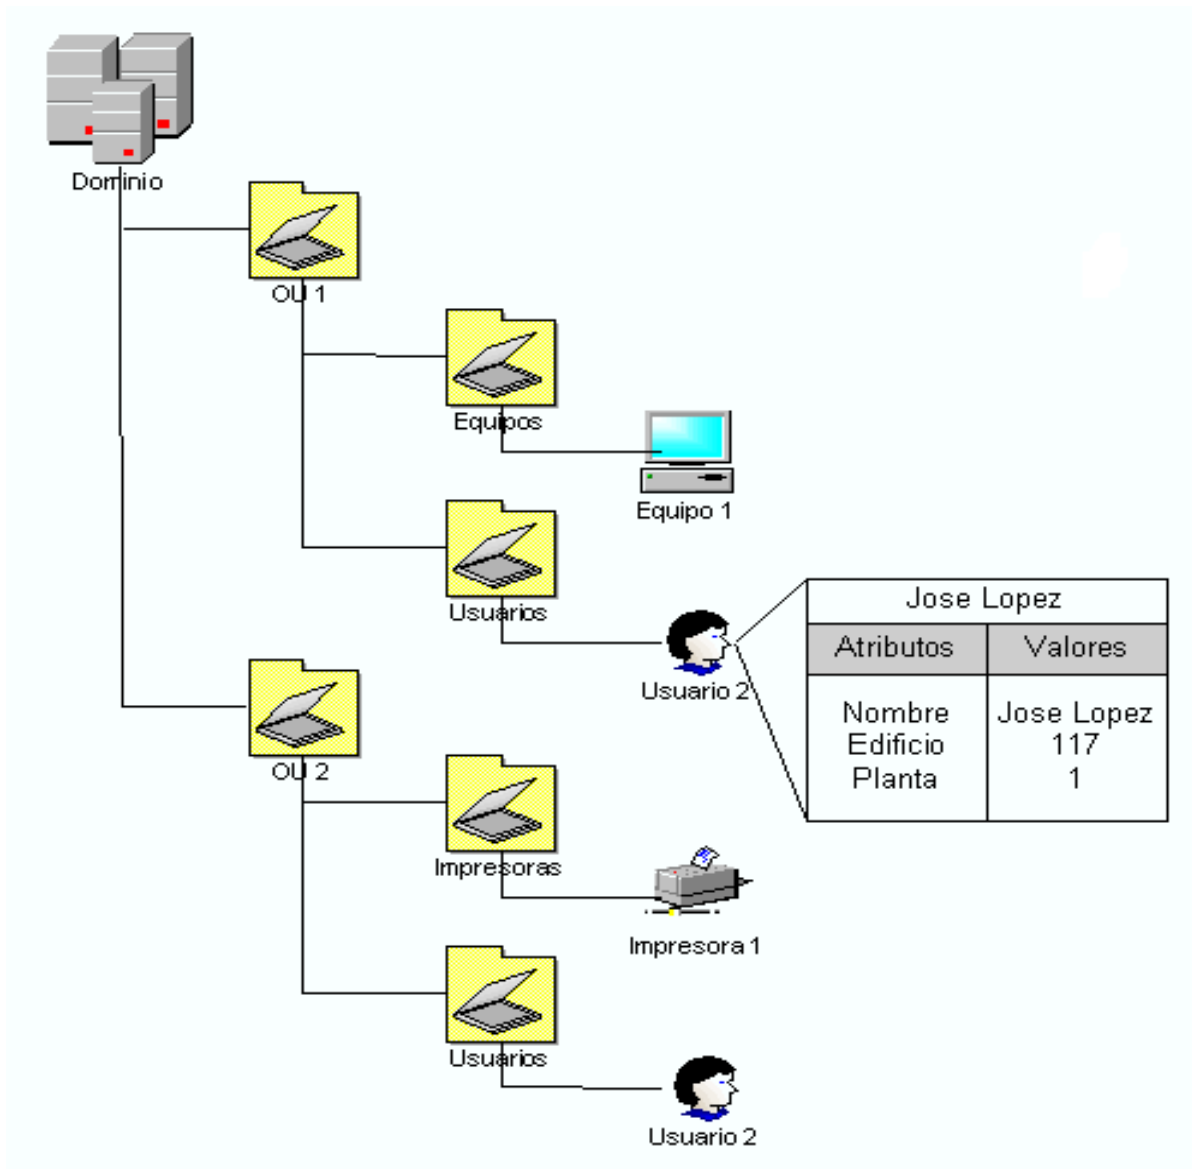 Dominio
OU 1
Equipos
Equipo 1
Usuarios
Usuario 2
Jose Lopez
Atributos Valores
Nombre Jose Lopez
Edificio 117
Planta 1
OU 2
Impresoras
Impresora 1
Usuarios
Usuario 2